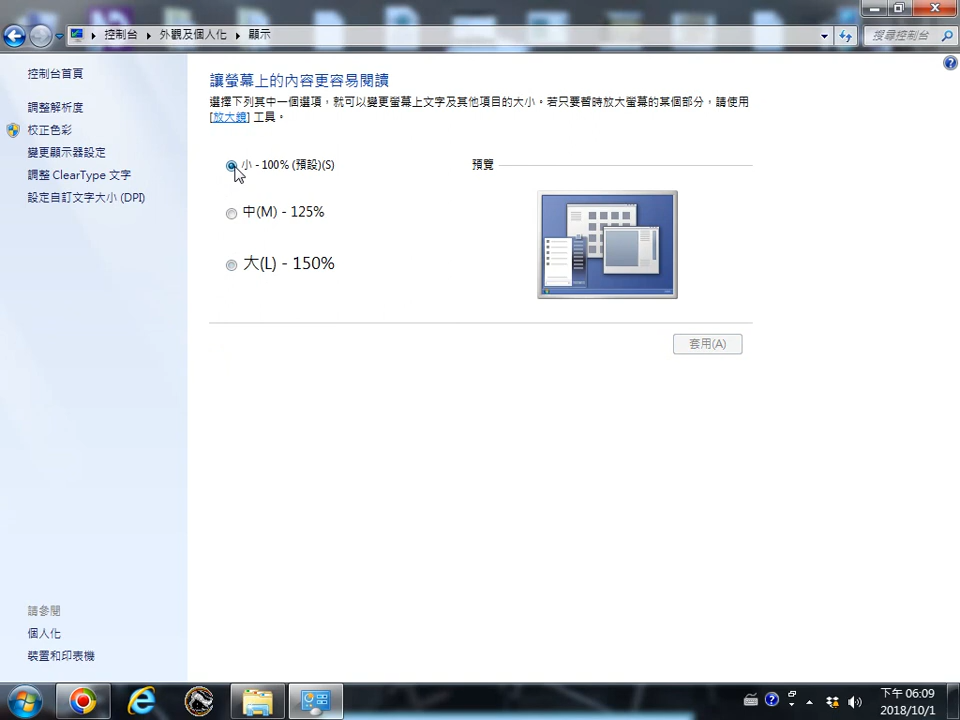 控制台 ▸ 外觀及個人化 ▸ 顯示
搜尋控制台
控制台首頁
調整解析度
校正色彩
變更顯示器設定
調整 ClearType 文字
設定自訂文字大小 (DPI)
讓螢幕上的內容更容易閱讀
選擇下列其中一個選項，就可以變更螢幕上文字及其他項目的大小。若只要暫時放大螢幕的某個部分，請使用
[放大鏡] 工具。
小 - 100% (預設)(S)
預覽
中(M) - 125%
大(L) - 150%
套用(A)
請參閱
個人化
裝置和印表機
下午 06:09
2018/10/1